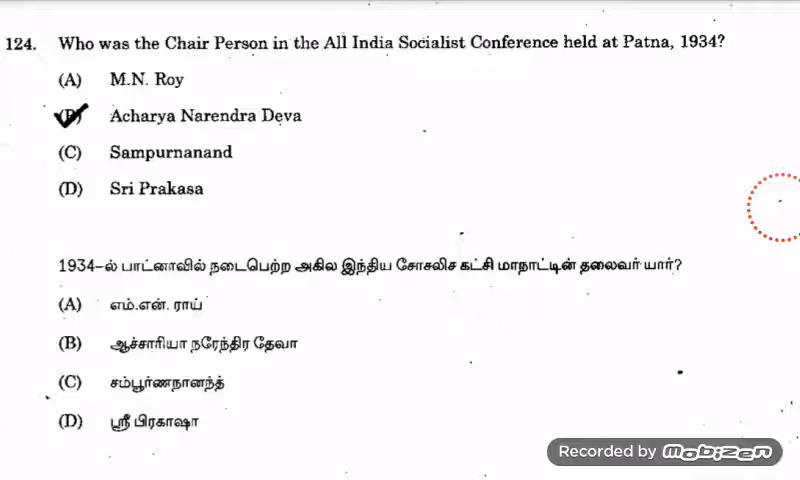 124. Who was the Chair Person in the All India Socialist Conference held at Patna, 1934?
(A) M.N. Roy
(B) Acharya Narendra Deva
(C) Sampurnanand
(D) Sri Prakasa
1934-ல் பாட்னாவில் நடைபெற்ற அகில இந்திய சோசலிச கட்சி மாநாட்டின் தலைவர் யார்?
(A) எம்.என். ராய்
(B) ஆச்சாரியா நரேந்திர தேவா
(C) சம்பூர்ணநானந்த்
(D) ஸ்ரீ பிரகாஷா
Recorded by mobizen